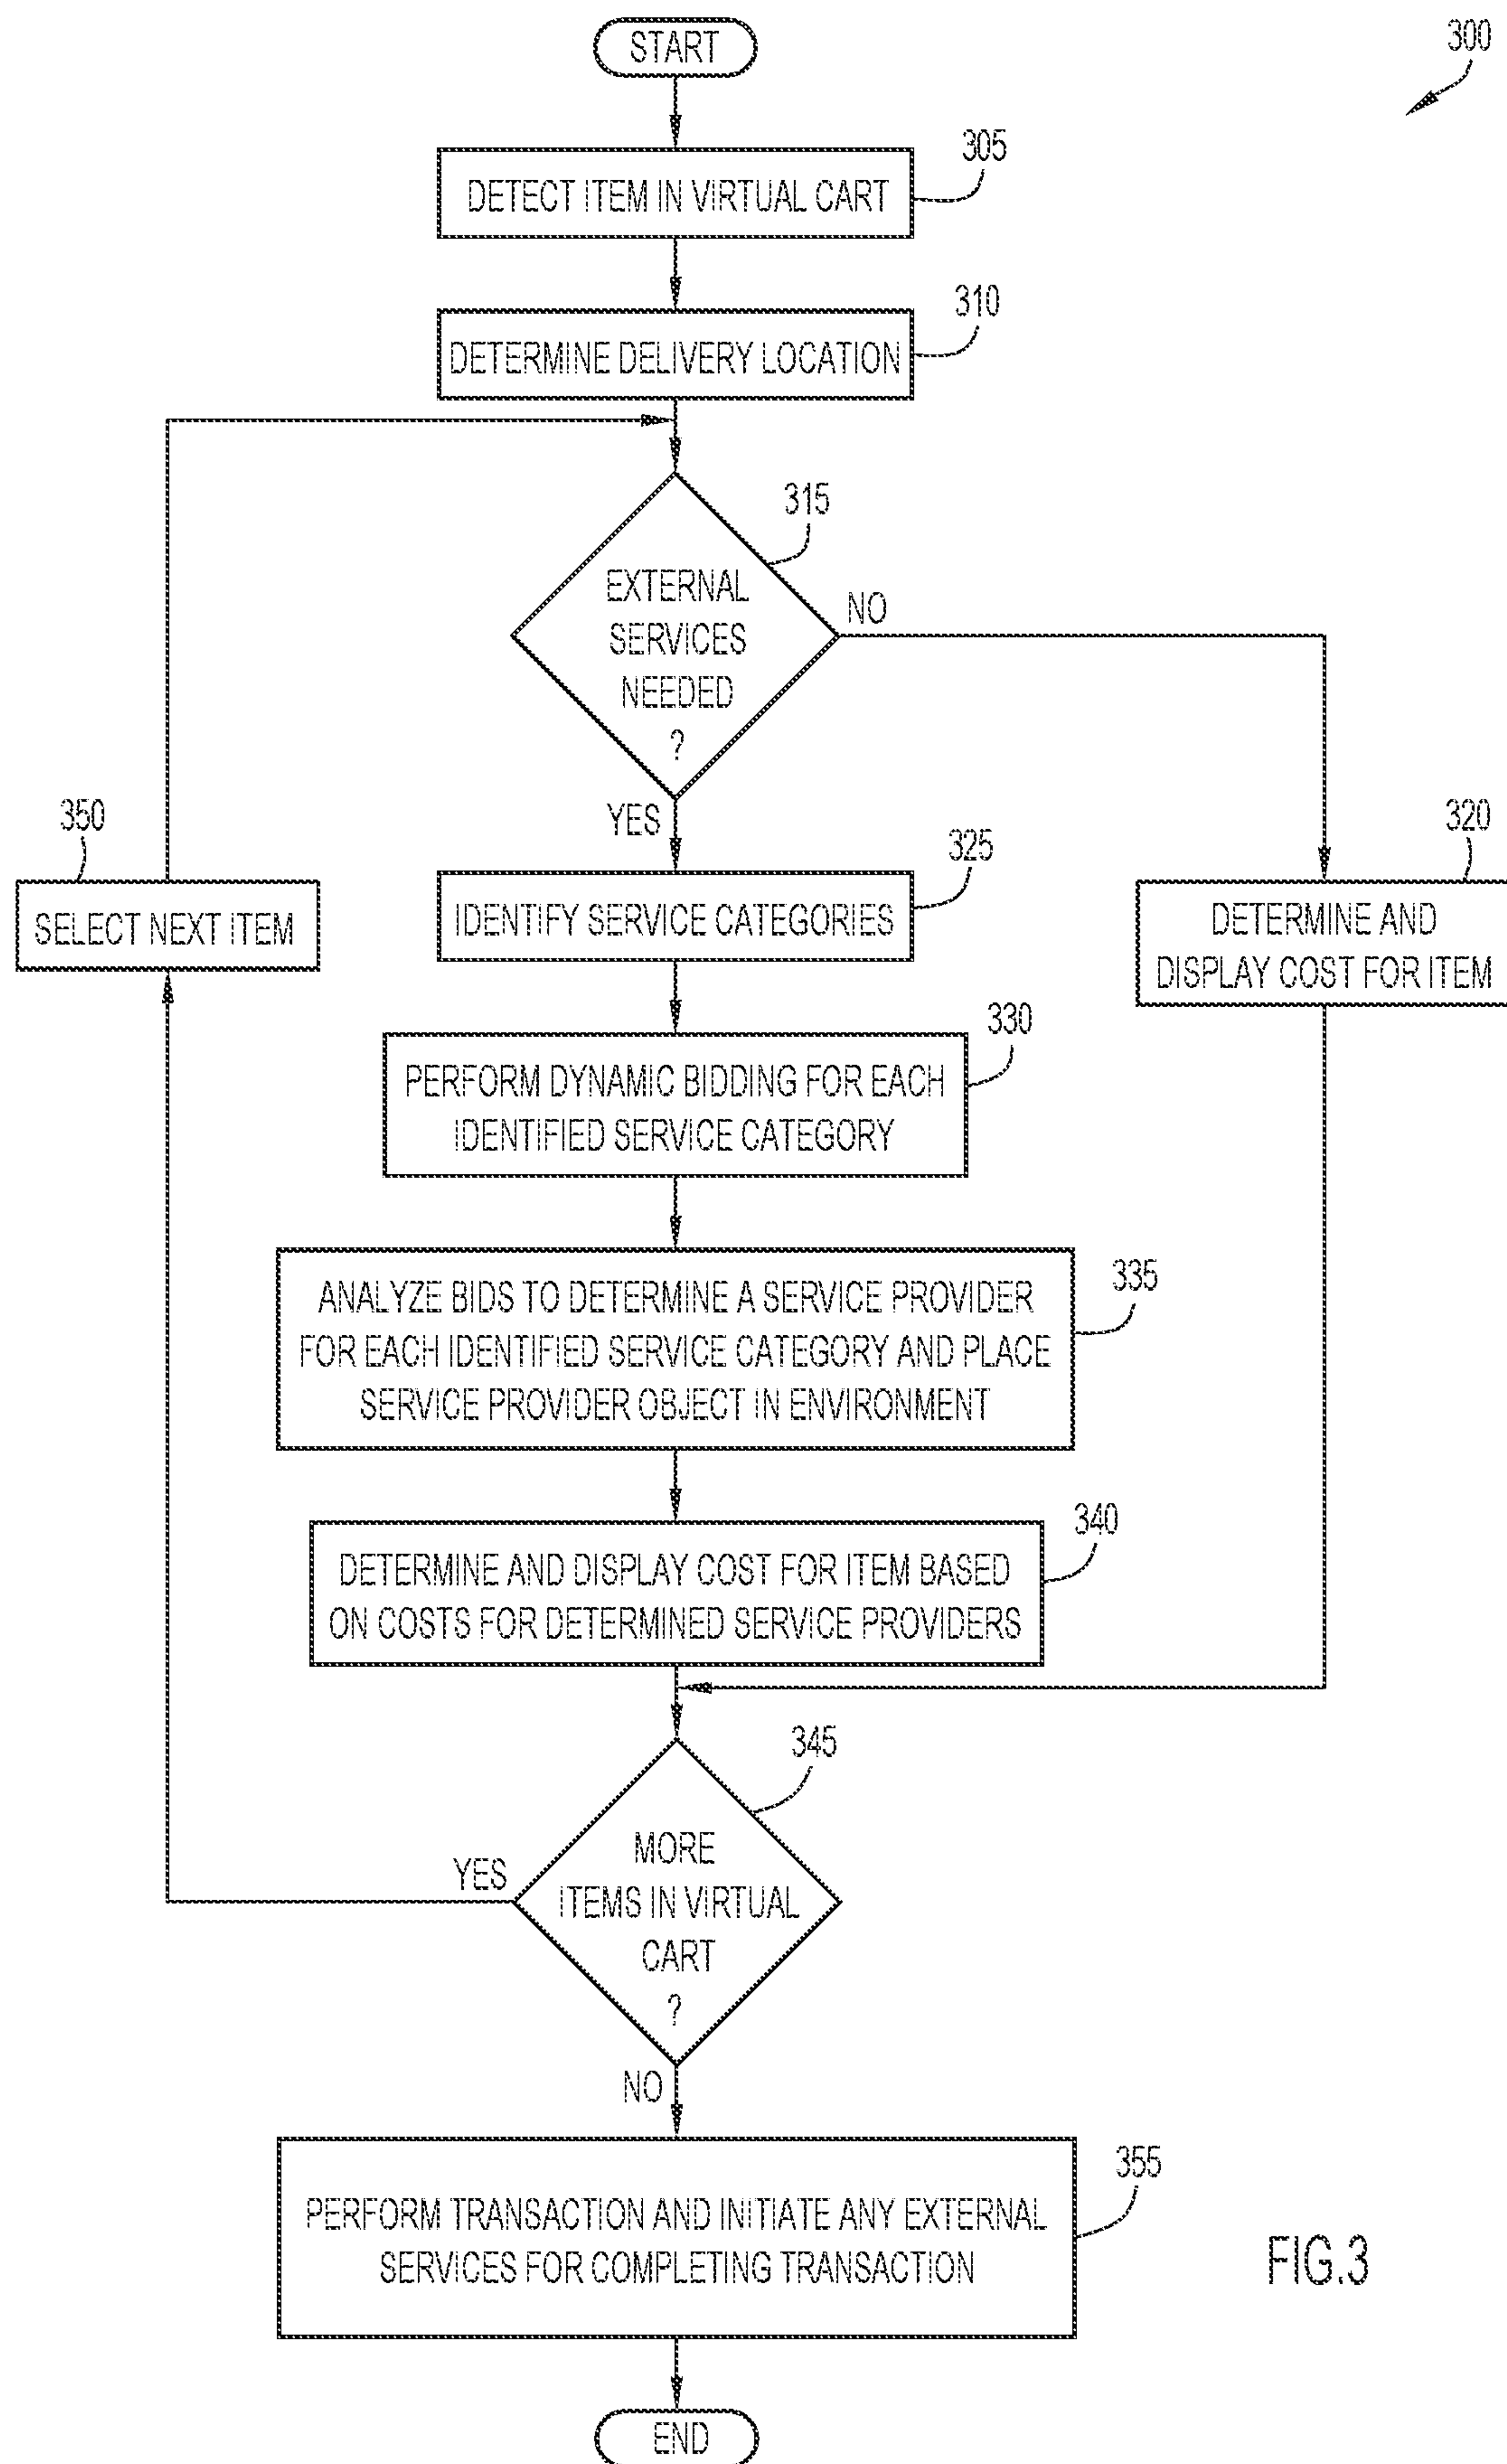 START
300
305
DETECT ITEM IN VIRTUAL CART
310
DETERMINE DELIVERY LOCATION
315
EXTERNAL
SERVICES
NEEDED
?
NO
YES
350
SELECT NEXT ITEM
325
IDENTIFY SERVICE CATEGORIES
320
DETERMINE AND
DISPLAY COST FOR ITEM
330
PERFORM DYNAMIC BIDDING FOR EACH
IDENTIFIED SERVICE CATEGORY
335
ANALYZE BIDS TO DETERMINE A SERVICE PROVIDER
FOR EACH IDENTIFIED SERVICE CATEGORY AND PLACE
SERVICE PROVIDER OBJECT IN ENVIRONMENT
340
DETERMINE AND DISPLAY COST FOR ITEM BASED
ON COSTS FOR DETERMINED SERVICE PROVIDERS
345
YES
MORE
ITEMS IN VIRTUAL
CART
?
NO
355
PERFORM TRANSACTION AND INITIATE ANY EXTERNAL
SERVICES FOR COMPLETING TRANSACTION
FIG.3
END